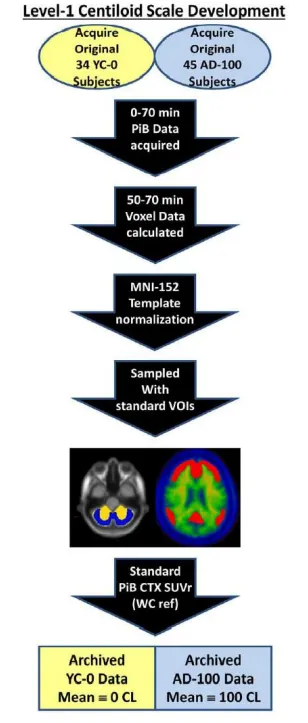 Level-1 Centiloid Scale Development
Acquire
Original
34 YC-0
Subjects
Acquire
Original
45 AD-100
Subjects
0-70 min
PiB Data
acquired
50-70 min
Voxel Data
calculated
MNI-152
Template
normalization
Sampled
With
standard VOIs
Standard
PiB CTX SUVr
(WC ref)
Archived
YC-0 Data
Mean ≡ 0 CL
Archived
AD-100 Data
Mean ≡ 100 CL